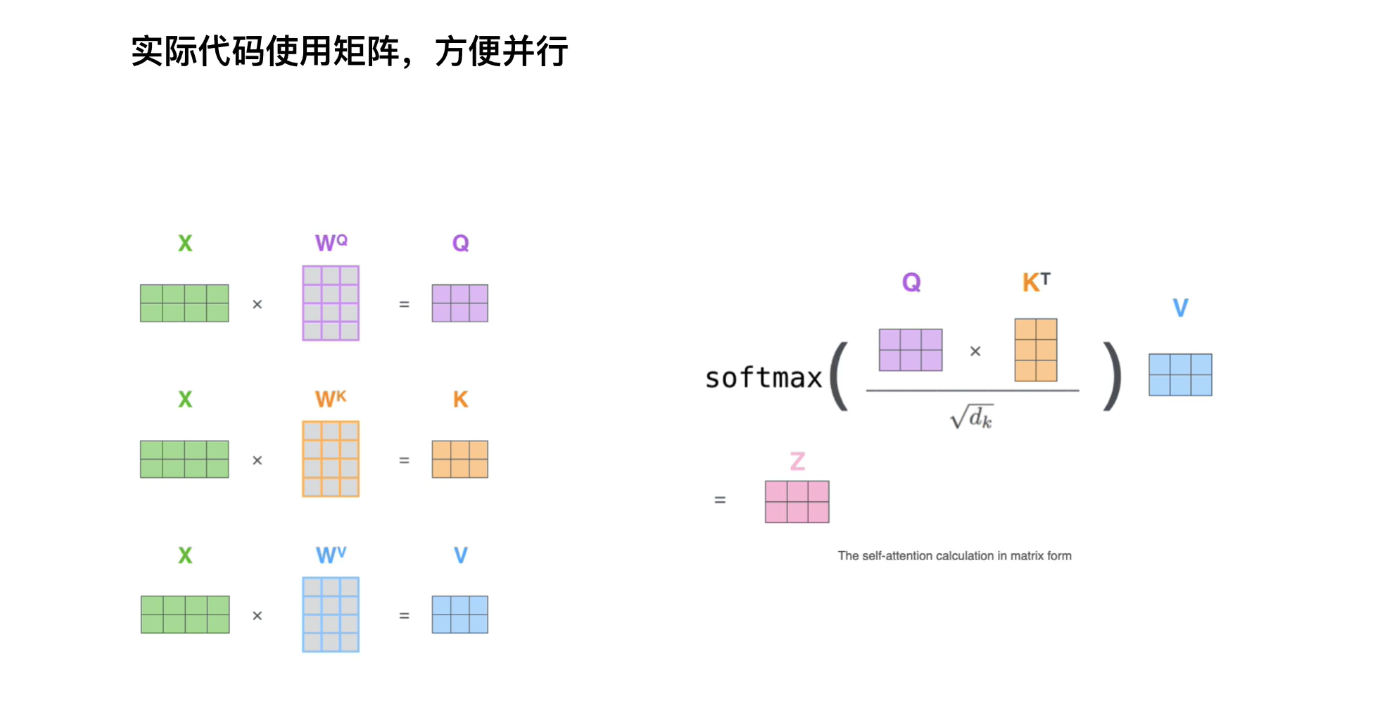 实际代码使用矩阵，方便并行
X W^Q Q
× =
X W^K K
× =
X W^V V
× =
Q K^T V
softmax( × )
√d_k
Z
=
The self-attention calculation in matrix form